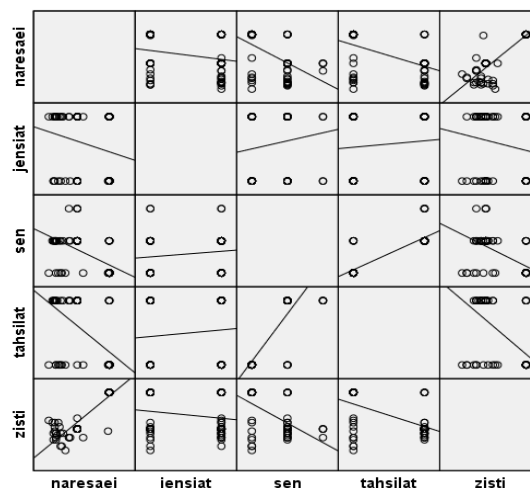 naresaei
jensiat
sen
tahsilat
zisti
naresaei
iensiat
sen
tahsilat
zisti